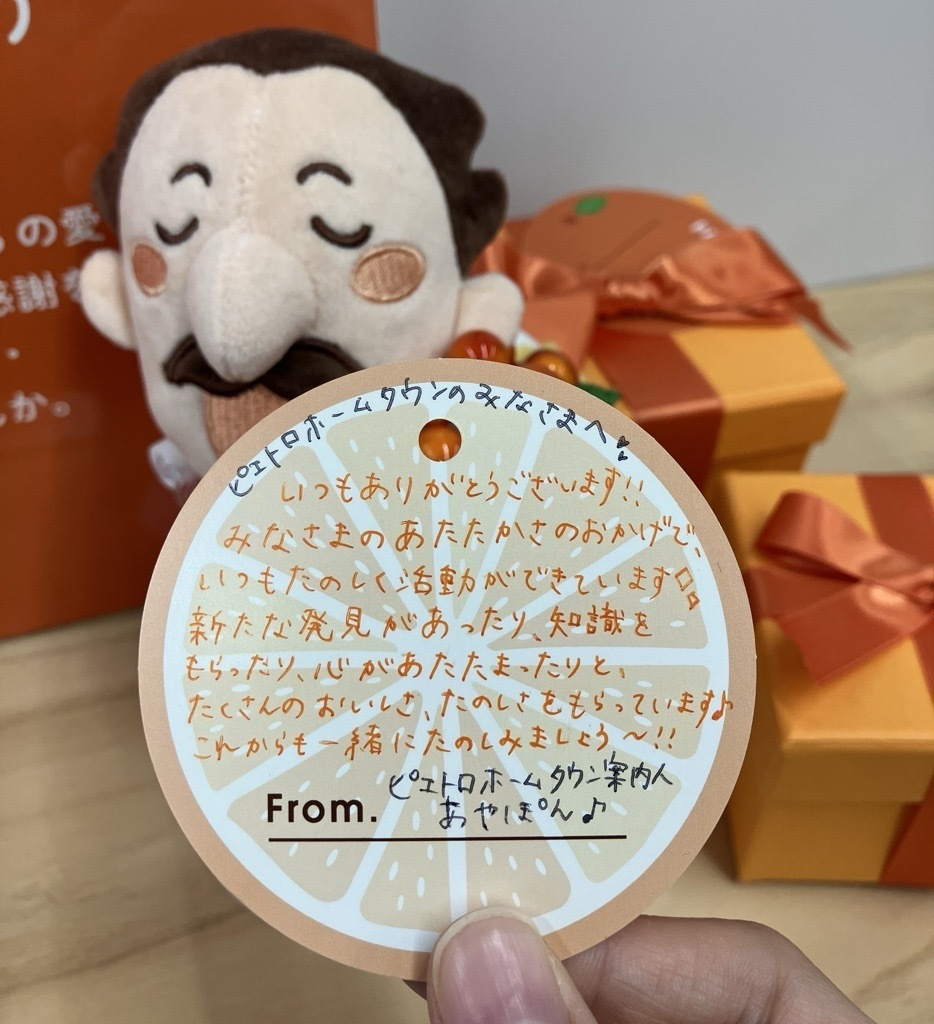 の愛
感謝を
、
か。
ピエトロホームタウンのみなさまへ
いつもありがとうございます!!
みなさまのあたたかさのおかげで、
いつもたのしく活動ができています
新たな発見があったり、知識を
もらったり、心があたたまったりと、
たくさんのおいしさ、たのしさをもらっています♪
これからも一緒にたのしみましょう〜!!
From. ピエトロホームタウン案内人
あやぽん♪